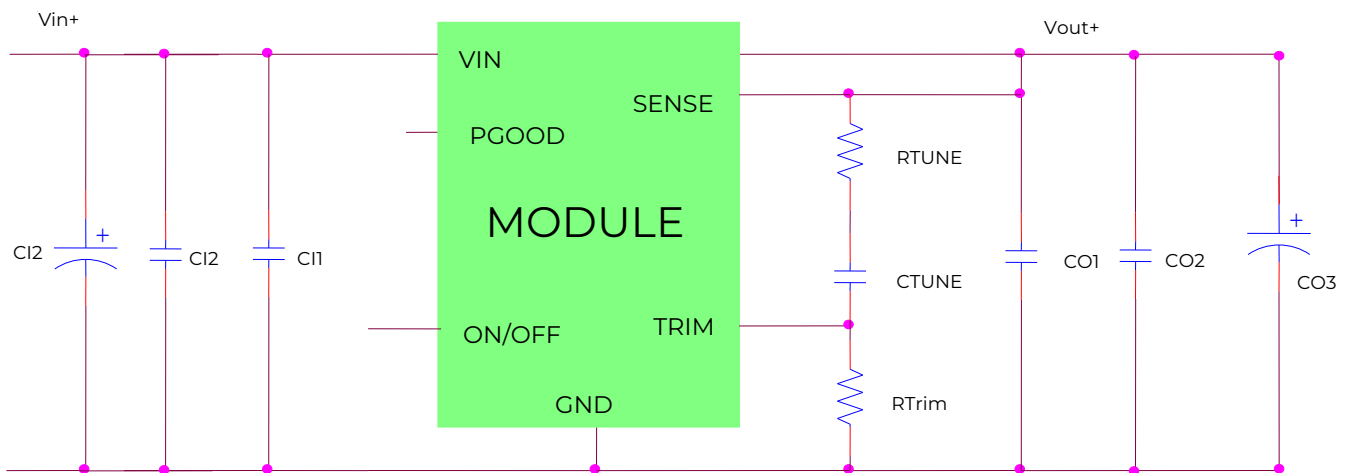 Vin+
Vout+
VIN
SENSE
PGOOD
RTUNE
MODULE
+
+
CI2
CI2
CI1
CO1
CO2
CO3
CTUNE
ON/OFF
TRIM
GND
RTrim